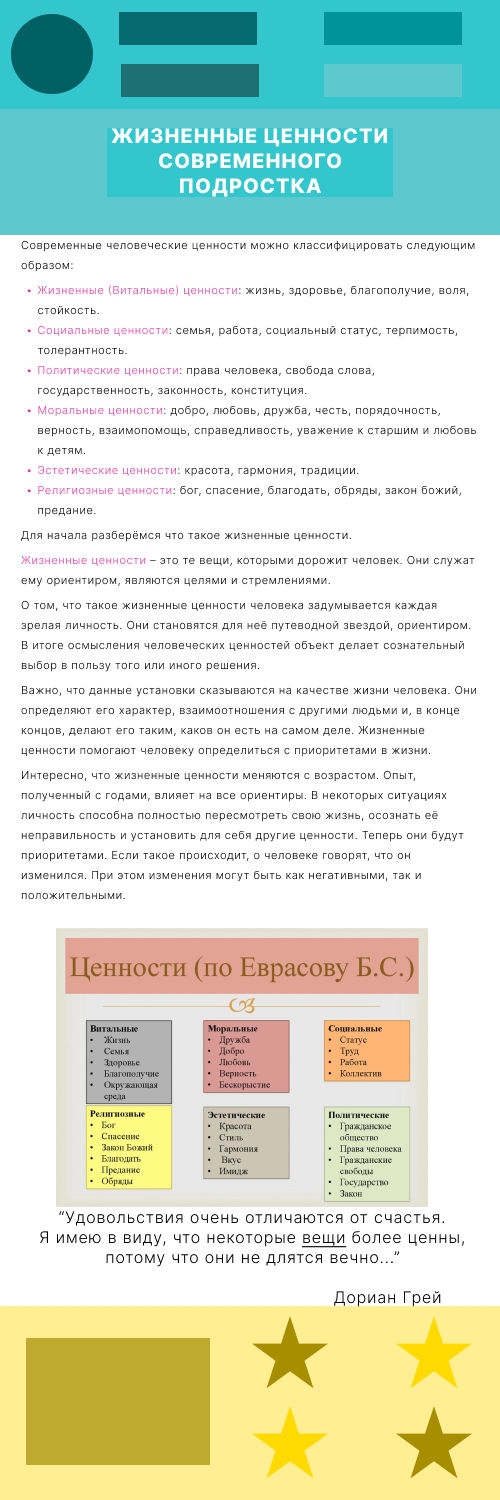 ЖИЗНЕННЫЕ ЦЕННОСТИ
СОВРЕМЕННОГО
ПОДРОСТКА
Современные человеческие ценности можно классифицировать следующим
образом:
• Жизненные (Витальные) ценности: жизнь, здоровье, благополучие, воля,
стойкость.
• Социальные ценности: семья, работа, социальный статус, терпимость,
толерантность.
• Политические ценности: права человека, свобода слова,
государственность, законность, конституция.
• Моральные ценности: добро, любовь, дружба, честь, порядочность,
верность, взаимопомощь, справедливость, уважение к старшим и любовь
к детям.
• Эстетические ценности: красота, гармония, традиции.
• Религиозные ценности: бог, спасение, благодать, обряды, закон божий,
предание.
Для начала разберёмся что такое жизненные ценности.
Жизненные ценности – это те вещи, которыми дорожит человек. Они служат
ему ориентиром, являются целями и стремлениями.
О том, что такое жизненные ценности человека задумывается каждая
зрелая личность. Они становятся для неё путеводной звездой, ориентиром.
В итоге осмысления человеческих ценностей объект делает сознательный
выбор в пользу того или иного решения.
Важно, что данные установки сказываются на качестве жизни человека. Они
определяют его характер, взаимоотношения с другими людьми и, в конце
концов, делают его таким, каков он есть на самом деле. Жизненные
ценности помогают человеку определиться с приоритетами в жизни.
Интересно, что жизненные ценности меняются с возрастом. Опыт,
полученный с годами, влияет на все ориентиры. В некоторых ситуациях
личность способна полностью пересмотреть свою жизнь, осознать её
неправильность и установить для себя другие ценности. Теперь они будут
приоритетами. Если такое происходит, о человеке говорят, что он
изменился. При этом изменения могут быть как негативными, так и
положительными.
Ценности (по Еврасову Б.С.)
Витальные
• Жизнь
• Семья
• Здоровье
• Благополучие
• Окружающая
среда
Моральные
• Дружба
• Добро
• Любовь
• Верность
• Бескорыстие
Социальные
• Статус
• Труд
• Работа
• Коллектив
Религиозные
• Бог
• Спасение
• Закон Божий
• Благодать
• Предание
• Обряды
Эстетические
• Красота
• Стиль
• Гармония
• Вкус
• Имидж
Политические
• Гражданское
общество
• Права человека
• Гражданские
свободы
• Государство
• Закон
“Удовольствия очень отличаются от счастья.
Я имею в виду, что некоторые вещи более ценны,
потому что они не длятся вечно...”
Дориан Грей